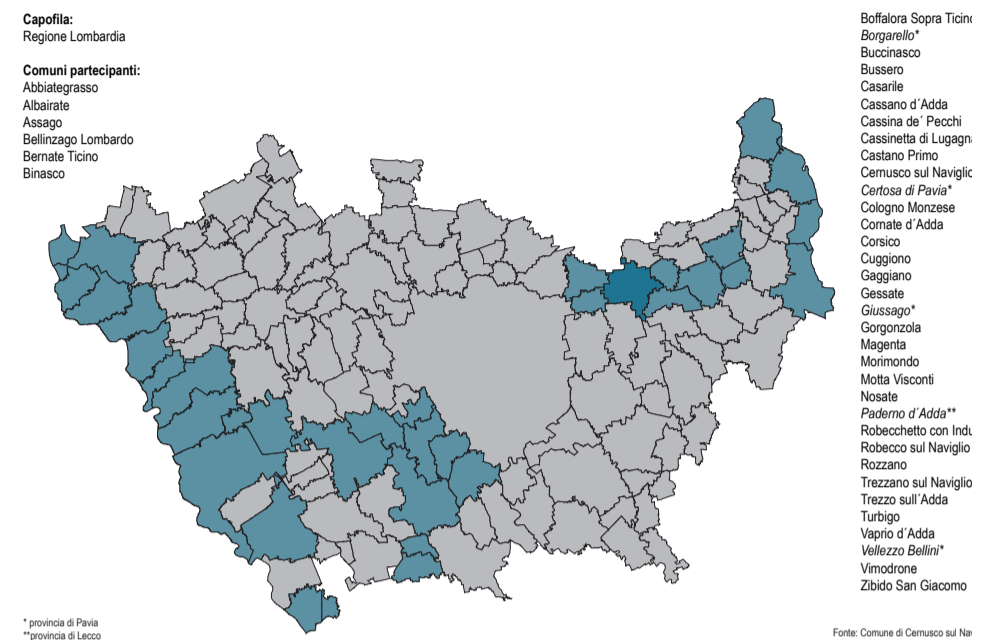 Capofila:
Regione Lombardia
Comuni partecipanti:
Abbiategrasso
Albairate
Assago
Bellinzago Lombardo
Bernate Ticino
Binasco
Boffalora Sopra Ticino
Borgarello*
Buccinasco
Bussero
Casarile
Cassano d´Adda
Cassina de´ Pecchi
Cassinetta di Lugagn
Castano Primo
Cernusco sul Naviglio
Certosa di Pavia*
Cologno Monzese
Cornate d´Adda
Corsico
Cuggiono
Gaggiano
Gessate
Giussago*
Gorgonzola
Magenta
Morimondo
Motta Visconti
Nosate
Paderno d´Adda**
Robecchetto con Indu
Robecco sul Naviglio
Rozzano
Trezzano sul Naviglio
Trezzo sull´Adda
Turbigo
Vaprio d´Adda
Vellezzo Bellini*
Vimodrone
Zibido San Giacomo
* provincia di Pavia
**provincia di Lecco
Fonte: Comune di Cernusco sul Nav